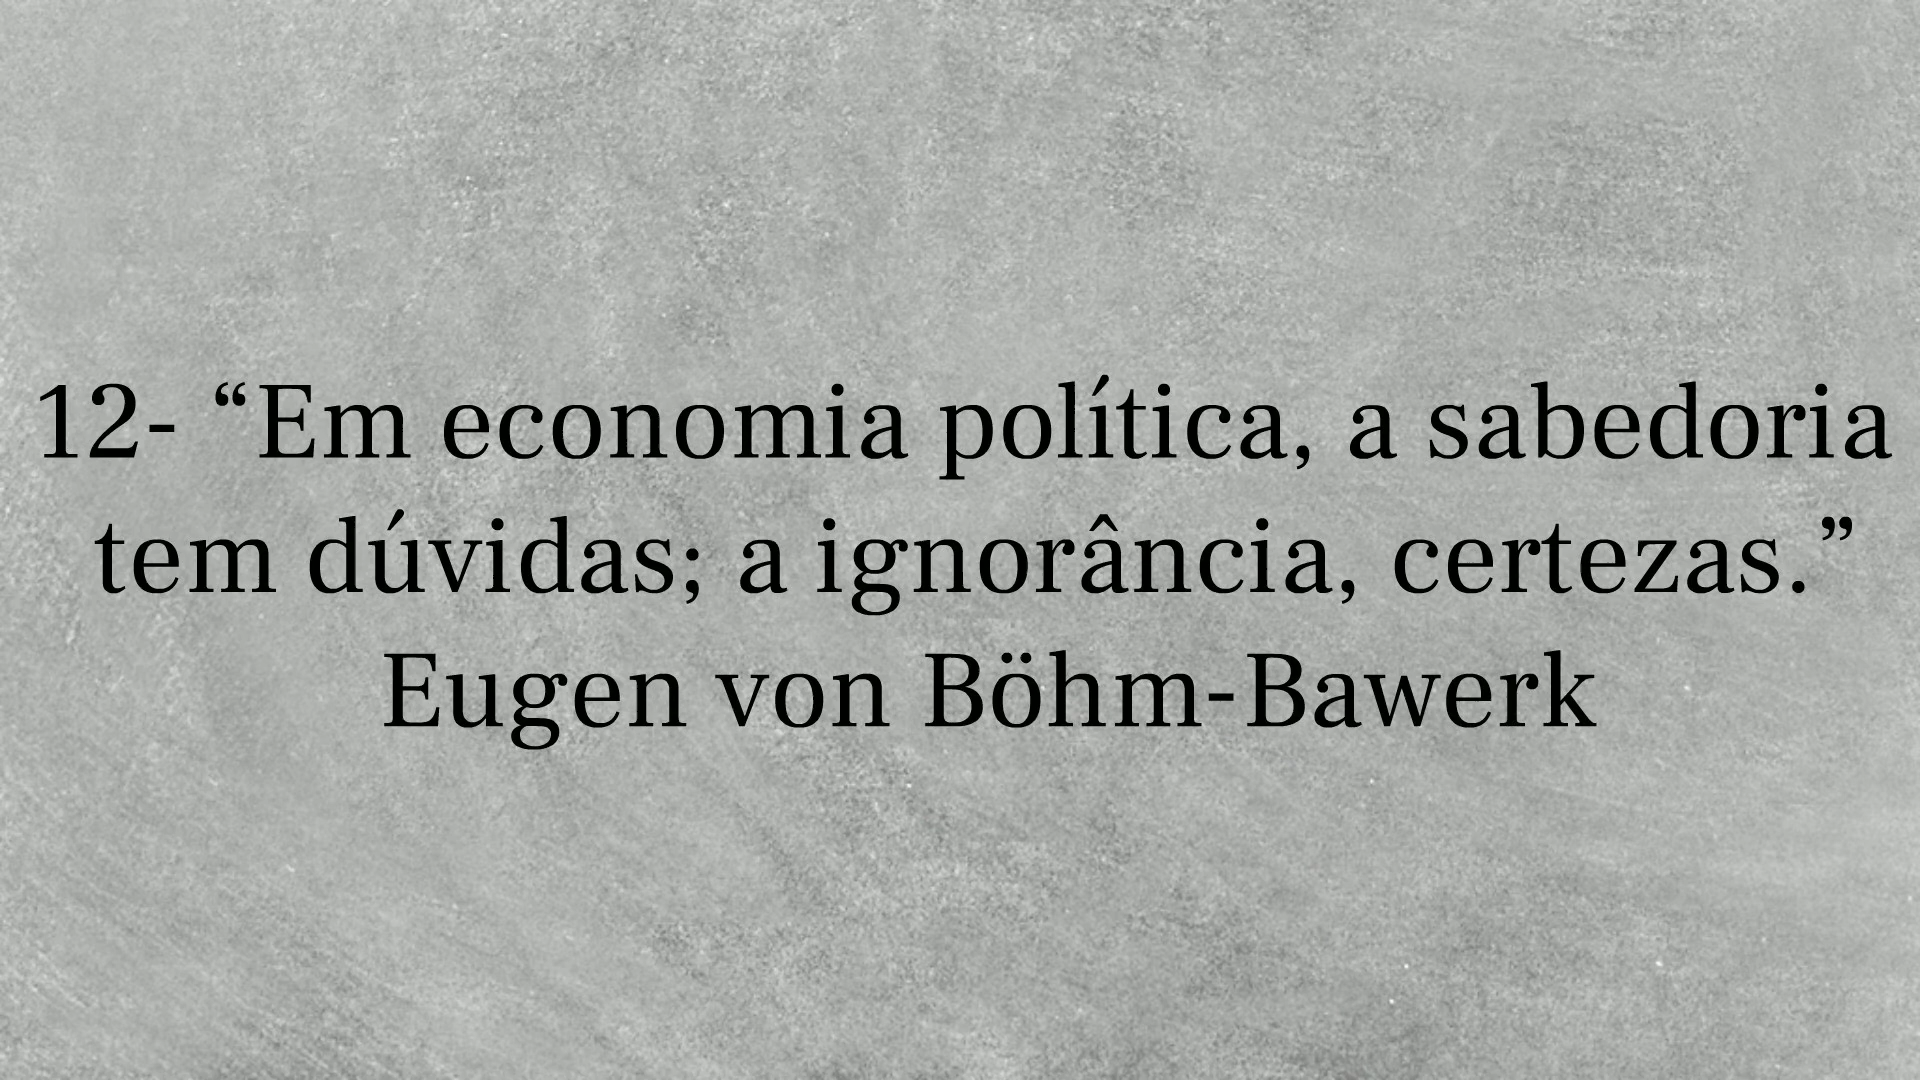 12- “Em economia política, a sabedoria
tem dúvidas; a ignorância, certezas.”
Eugen von Böhm-Bawerk